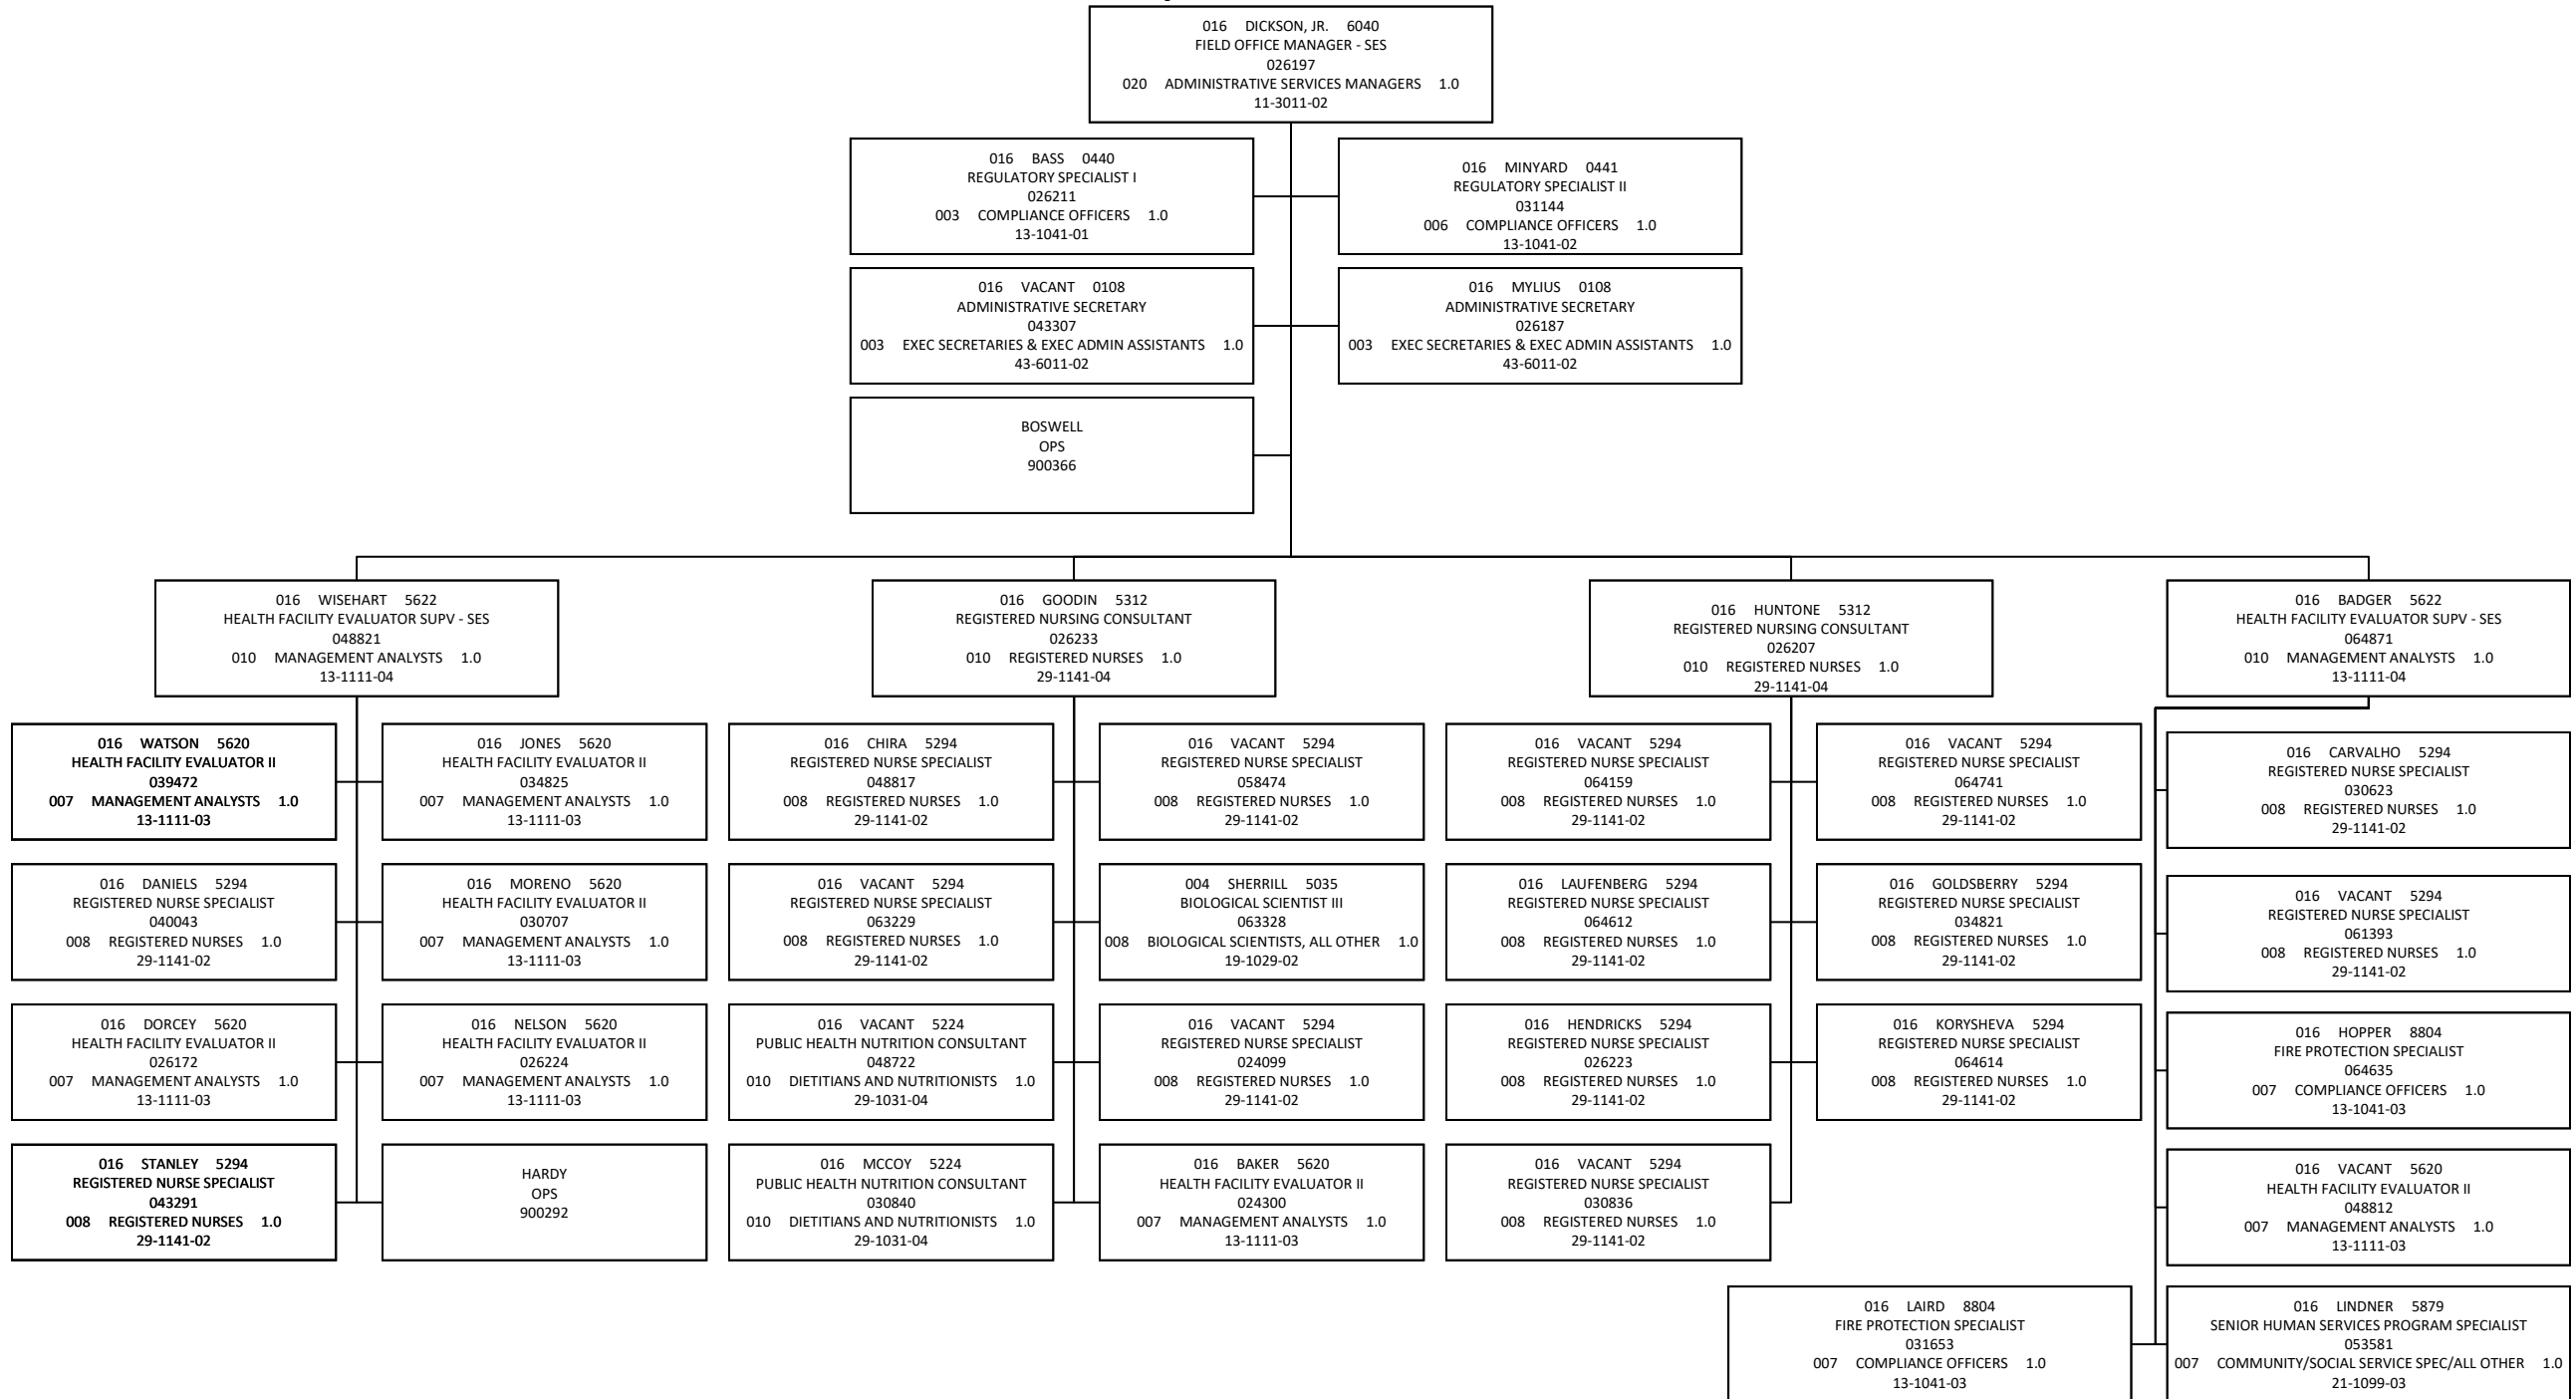 016 DICKSON, JR. 6040
FIELD OFFICE MANAGER - SES
026197
020 ADMINISTRATIVE SERVICES MANAGERS 1.0
11-3011-02
016 BASS 0440
REGULATORY SPECIALIST I
026211
003 COMPLIANCE OFFICERS 1.0
13-1041-01
016 MINYARD 0441
REGULATORY SPECIALIST II
031144
006 COMPLIANCE OFFICERS 1.0
13-1041-02
016 VACANT 0108
ADMINISTRATIVE SECRETARY
043307
003 EXEC SECRETARIES & EXEC ADMIN ASSISTANTS 1.0
43-6011-02
016 MYLIUS 0108
ADMINISTRATIVE SECRETARY
026187
003 EXEC SECRETARIES & EXEC ADMIN ASSISTANTS 1.0
43-6011-02
BOSWELL
OPS
900366
016 WISEHART 5622
HEALTH FACILITY EVALUATOR SUPV - SES
048821
010 MANAGEMENT ANALYSTS 1.0
13-1111-04
016 GOODIN 5312
REGISTERED NURSING CONSULTANT
026233
010 REGISTERED NURSES 1.0
29-1141-04
016 HUNTONE 5312
REGISTERED NURSING CONSULTANT
026207
010 REGISTERED NURSES 1.0
29-1141-04
016 BADGER 5622
HEALTH FACILITY EVALUATOR SUPV - SES
064871
010 MANAGEMENT ANALYSTS 1.0
13-1111-04
016 WATSON 5620
HEALTH FACILITY EVALUATOR II
039472
007 MANAGEMENT ANALYSTS 1.0
13-1111-03
016 JONES 5620
HEALTH FACILITY EVALUATOR II
034825
007 MANAGEMENT ANALYSTS 1.0
13-1111-03
016 CHIRA 5294
REGISTERED NURSE SPECIALIST
048817
008 REGISTERED NURSES 1.0
29-1141-02
016 VACANT 5294
REGISTERED NURSE SPECIALIST
058474
008 REGISTERED NURSES 1.0
29-1141-02
016 VACANT 5294
REGISTERED NURSE SPECIALIST
064159
008 REGISTERED NURSES 1.0
29-1141-02
016 VACANT 5294
REGISTERED NURSE SPECIALIST
064741
008 REGISTERED NURSES 1.0
29-1141-02
016 CARVALHO 5294
REGISTERED NURSE SPECIALIST
030623
008 REGISTERED NURSES 1.0
29-1141-02
016 DANIELS 5294
REGISTERED NURSE SPECIALIST
040043
008 REGISTERED NURSES 1.0
29-1141-02
016 MORENO 5620
HEALTH FACILITY EVALUATOR II
030707
007 MANAGEMENT ANALYSTS 1.0
13-1111-03
016 VACANT 5294
REGISTERED NURSE SPECIALIST
063229
008 REGISTERED NURSES 1.0
29-1141-02
004 SHERRILL 5035
BIOLOGICAL SCIENTIST III
063328
008 BIOLOGICAL SCIENTISTS, ALL OTHER 1.0
19-1029-02
016 LAUFENBERG 5294
REGISTERED NURSE SPECIALIST
064612
008 REGISTERED NURSES 1.0
29-1141-02
016 GOLDSBERRY 5294
REGISTERED NURSE SPECIALIST
034821
008 REGISTERED NURSES 1.0
29-1141-02
016 VACANT 5294
REGISTERED NURSE SPECIALIST
061393
008 REGISTERED NURSES 1.0
29-1141-02
016 DORCEY 5620
HEALTH FACILITY EVALUATOR II
026172
007 MANAGEMENT ANALYSTS 1.0
13-1111-03
016 NELSON 5620
HEALTH FACILITY EVALUATOR II
026224
007 MANAGEMENT ANALYSTS 1.0
13-1111-03
016 VACANT 5224
PUBLIC HEALTH NUTRITION CONSULTANT
048722
010 DIETITIANS AND NUTRITIONISTS 1.0
29-1031-04
016 VACANT 5294
REGISTERED NURSE SPECIALIST
024099
008 REGISTERED NURSES 1.0
29-1141-02
016 HENDRICKS 5294
REGISTERED NURSE SPECIALIST
026223
008 REGISTERED NURSES 1.0
29-1141-02
016 KORYSHEVA 5294
REGISTERED NURSE SPECIALIST
064614
008 REGISTERED NURSES 1.0
29-1141-02
016 HOPPER 8804
FIRE PROTECTION SPECIALIST
064635
007 COMPLIANCE OFFICERS 1.0
13-1041-03
016 STANLEY 5294
REGISTERED NURSE SPECIALIST
043291
008 REGISTERED NURSES 1.0
29-1141-02
HARDY
OPS
900292
016 MCCOY 5224
PUBLIC HEALTH NUTRITION CONSULTANT
030840
010 DIETITIANS AND NUTRITIONISTS 1.0
29-1031-04
016 BAKER 5620
HEALTH FACILITY EVALUATOR II
024300
007 MANAGEMENT ANALYSTS 1.0
13-1111-03
016 VACANT 5294
REGISTERED NURSE SPECIALIST
030836
008 REGISTERED NURSES 1.0
29-1141-02
016 VACANT 5620
HEALTH FACILITY EVALUATOR II
048812
007 MANAGEMENT ANALYSTS 1.0
13-1111-03
016 LAIRD 8804
FIRE PROTECTION SPECIALIST
031653
007 COMPLIANCE OFFICERS 1.0
13-1041-03
016 LINDNER 5879
SENIOR HUMAN SERVICES PROGRAM SPECIALIST
053581
007 COMMUNITY/SOCIAL SERVICE SPEC/ALL OTHER 1.0
21-1099-03